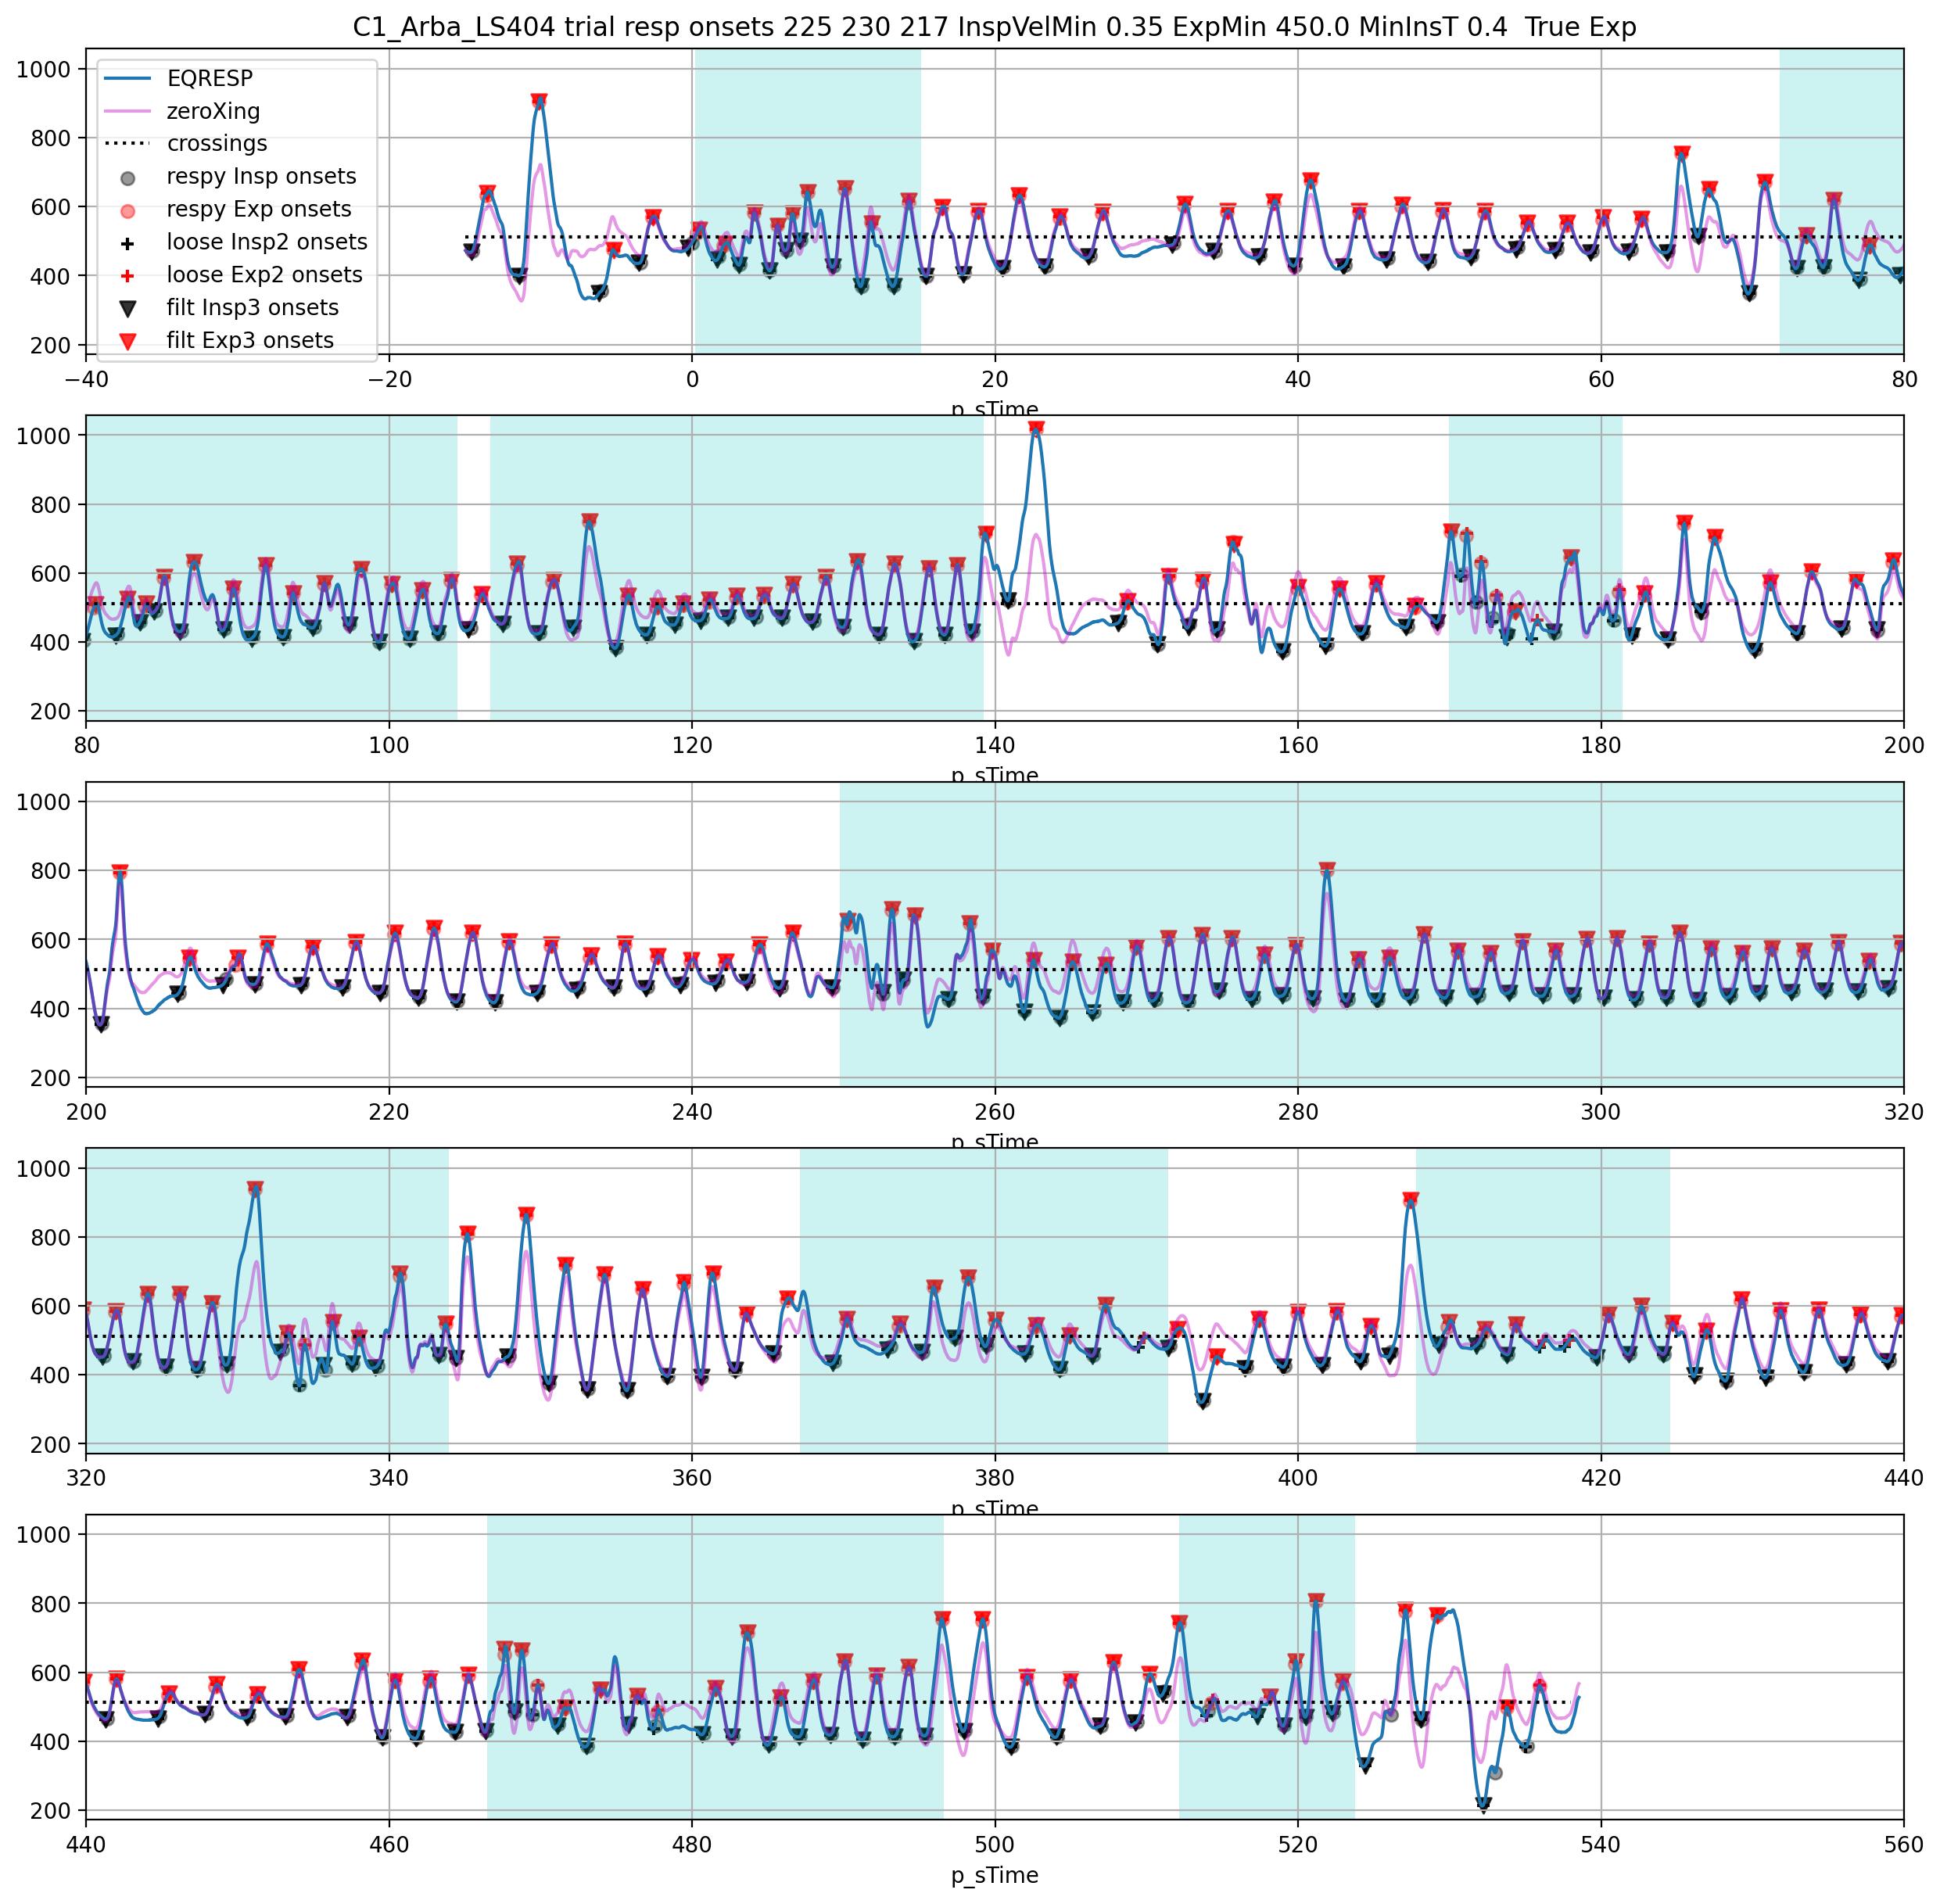 C1_Arba_LS404 trial resp onsets 225 230 217 InspVelMin 0.35 ExpMin 450.0 MinInsT 0.4  True Exp
1000
800
600
400
200
EQRESP
zeroXing
crossings
respy Insp onsets
respy Exp onsets
loose Insp2 onsets
loose Exp2 onsets
filt Insp3 onsets
filt Exp3 onsets
−40 −20 0 20 40 60 80
p_sTime
1000
800
600
400
200
80 100 120 140 160 180 200
p_sTime
1000
800
600
400
200
200 220 240 260 280 300 320
p_sTime
1000
800
600
400
200
320 340 360 380 400 420 440
p_sTime
1000
800
600
400
200
440 460 480 500 520 540 560
p_sTime